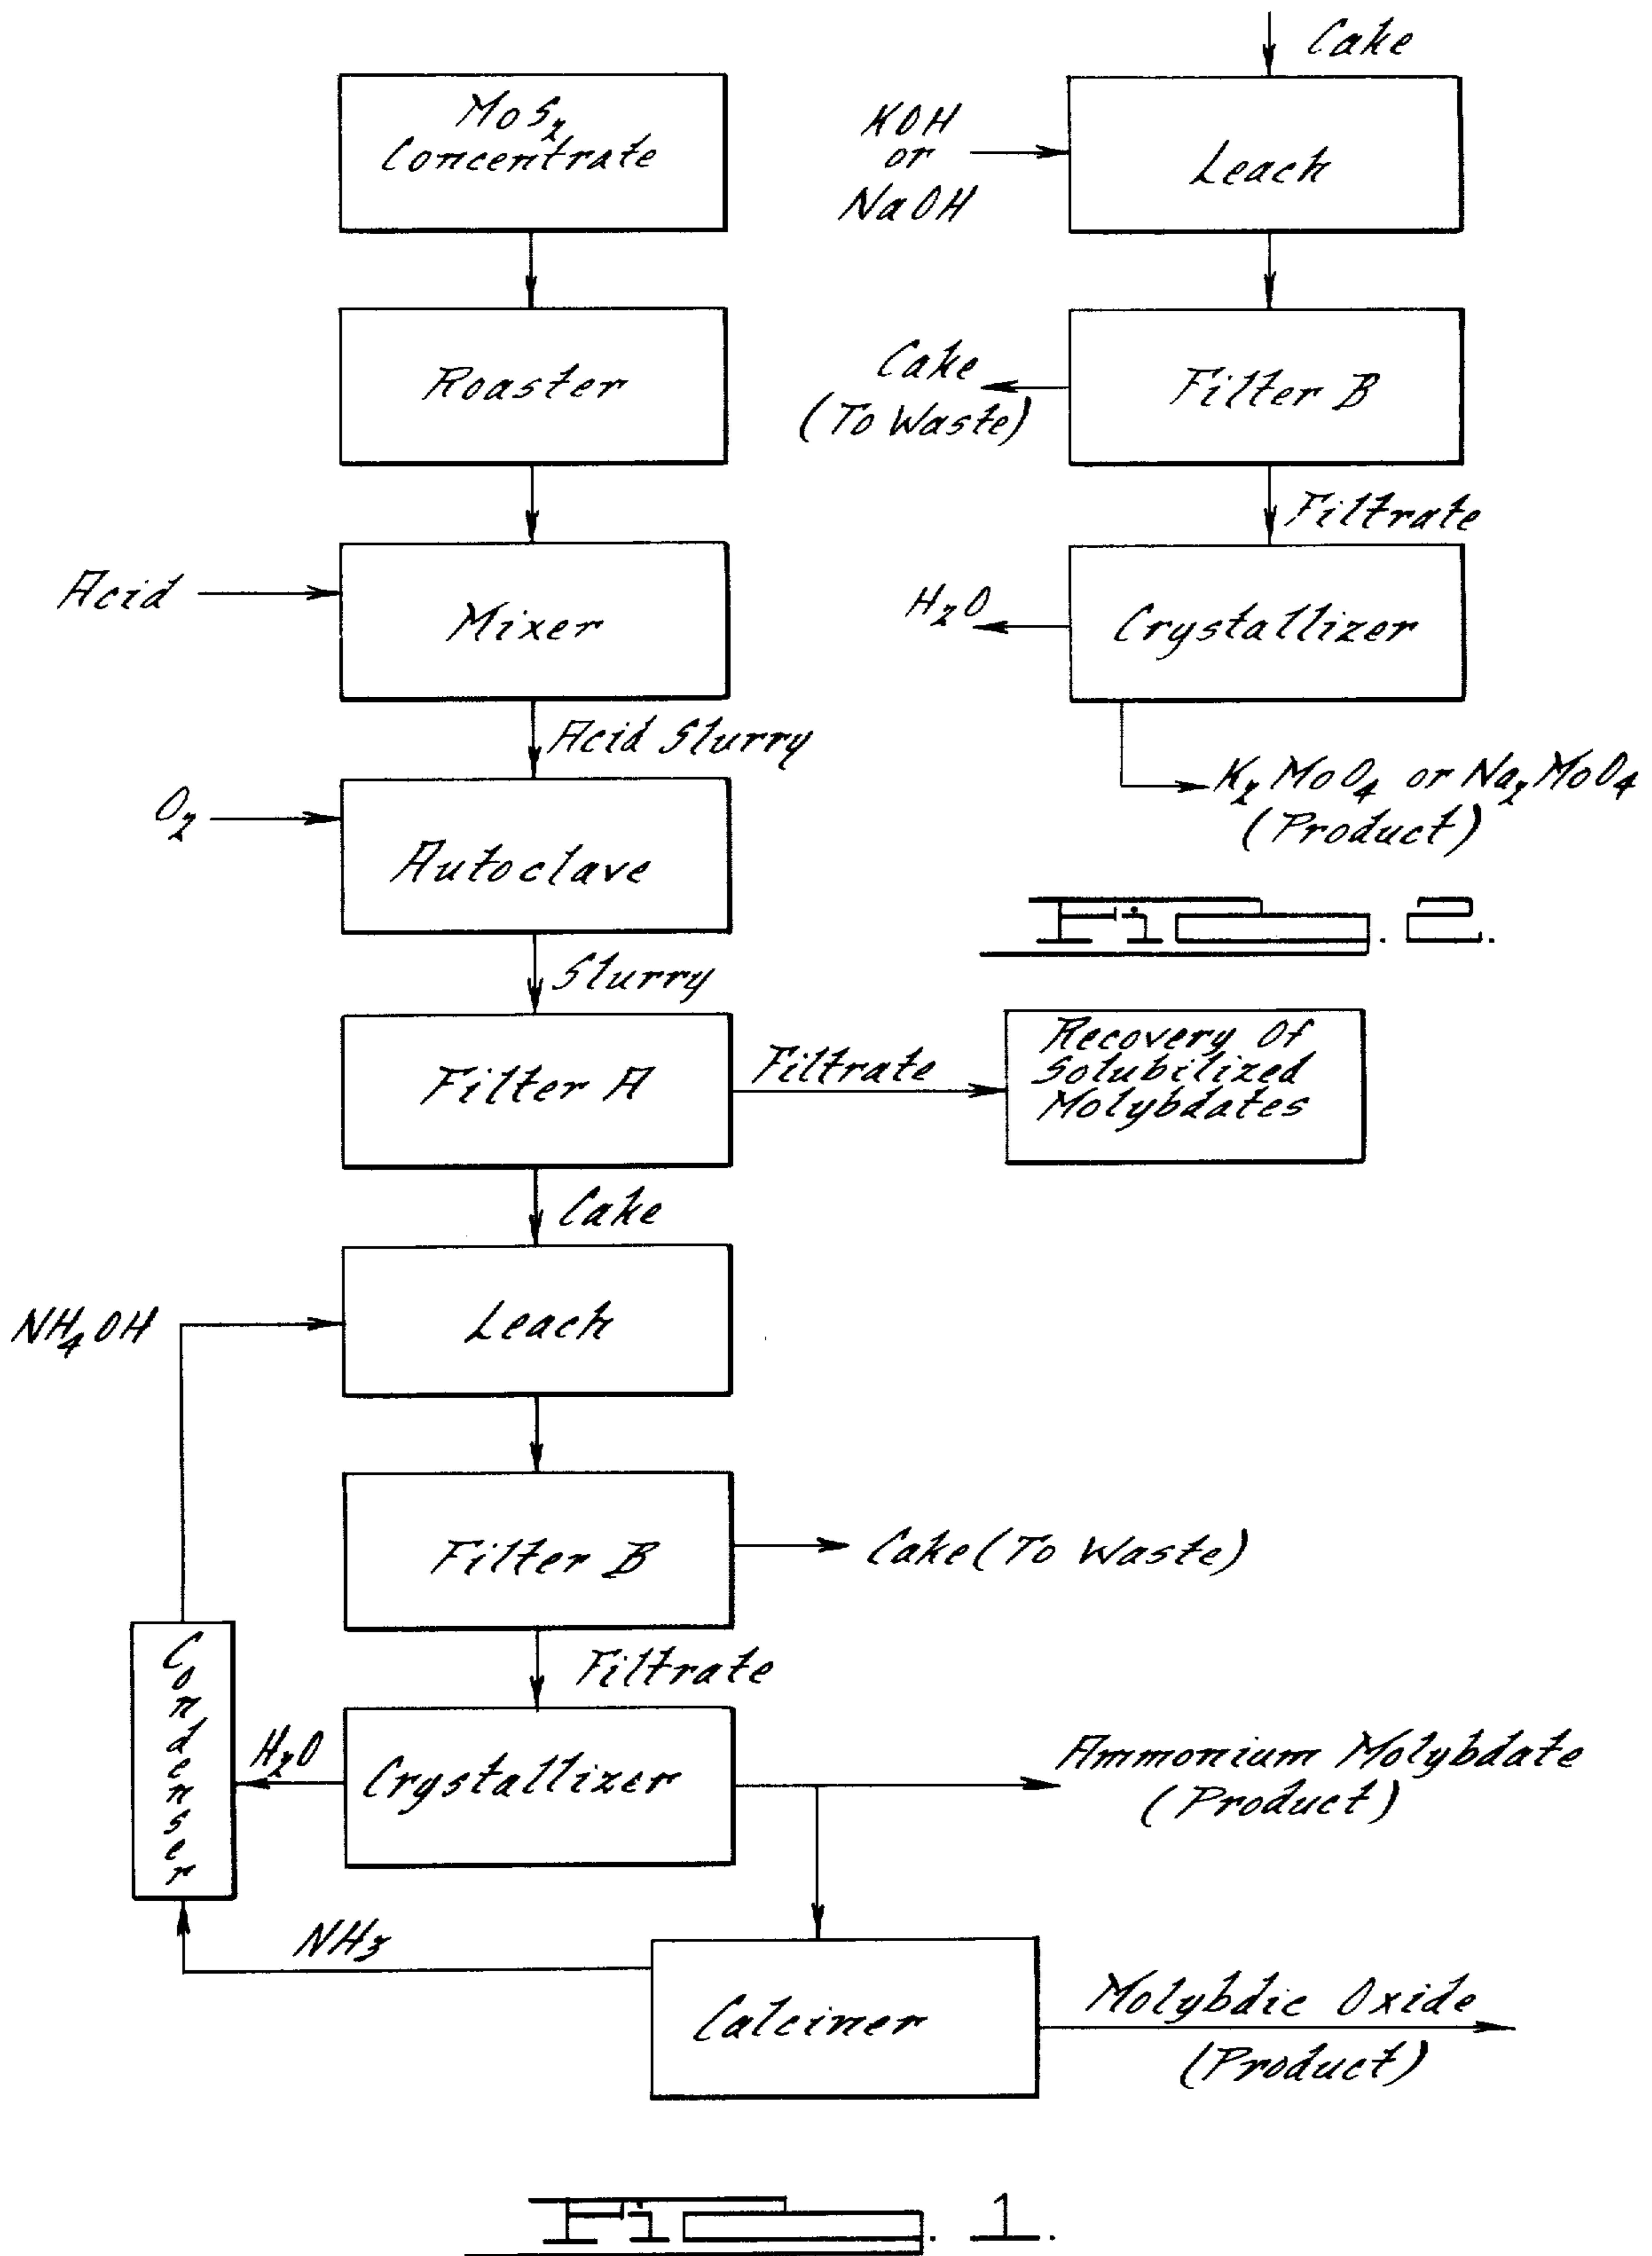 MoS₂
Concentrate
Roaster
Acid
Mixer
Acid Slurry
O₂
Autoclave
Slurry
Filter A
Filtrate
Recovery Of
Solubilized
Molybdates
Cake
NH₄OH
Leach
Filter B
Cake (To Waste)
Filtrate
Condenser
H₂O
Crystallizer
Ammonium Molybdate
(Product)
NH₃
Calciner
Molybdic Oxide
(Product)
Fig. 1.
Cake
KOH
or
NaOH
Leach
Cake
(To Waste)
Filter B
Filtrate
H₂O
Crystallizer
K₂MoO₄ or Na₂MoO₄
(Product)
Fig. 2.